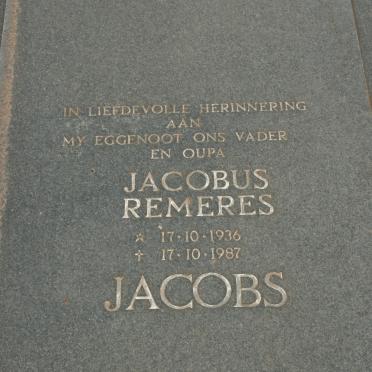 IN LIEFDEVOLLE HERINNERING
AAN
MY EGGENOOT ONS VADER
EN OUPA
JACOBUS
REMERES
☆ 17·10·1936
✝ 17·10·1987
JACOBS